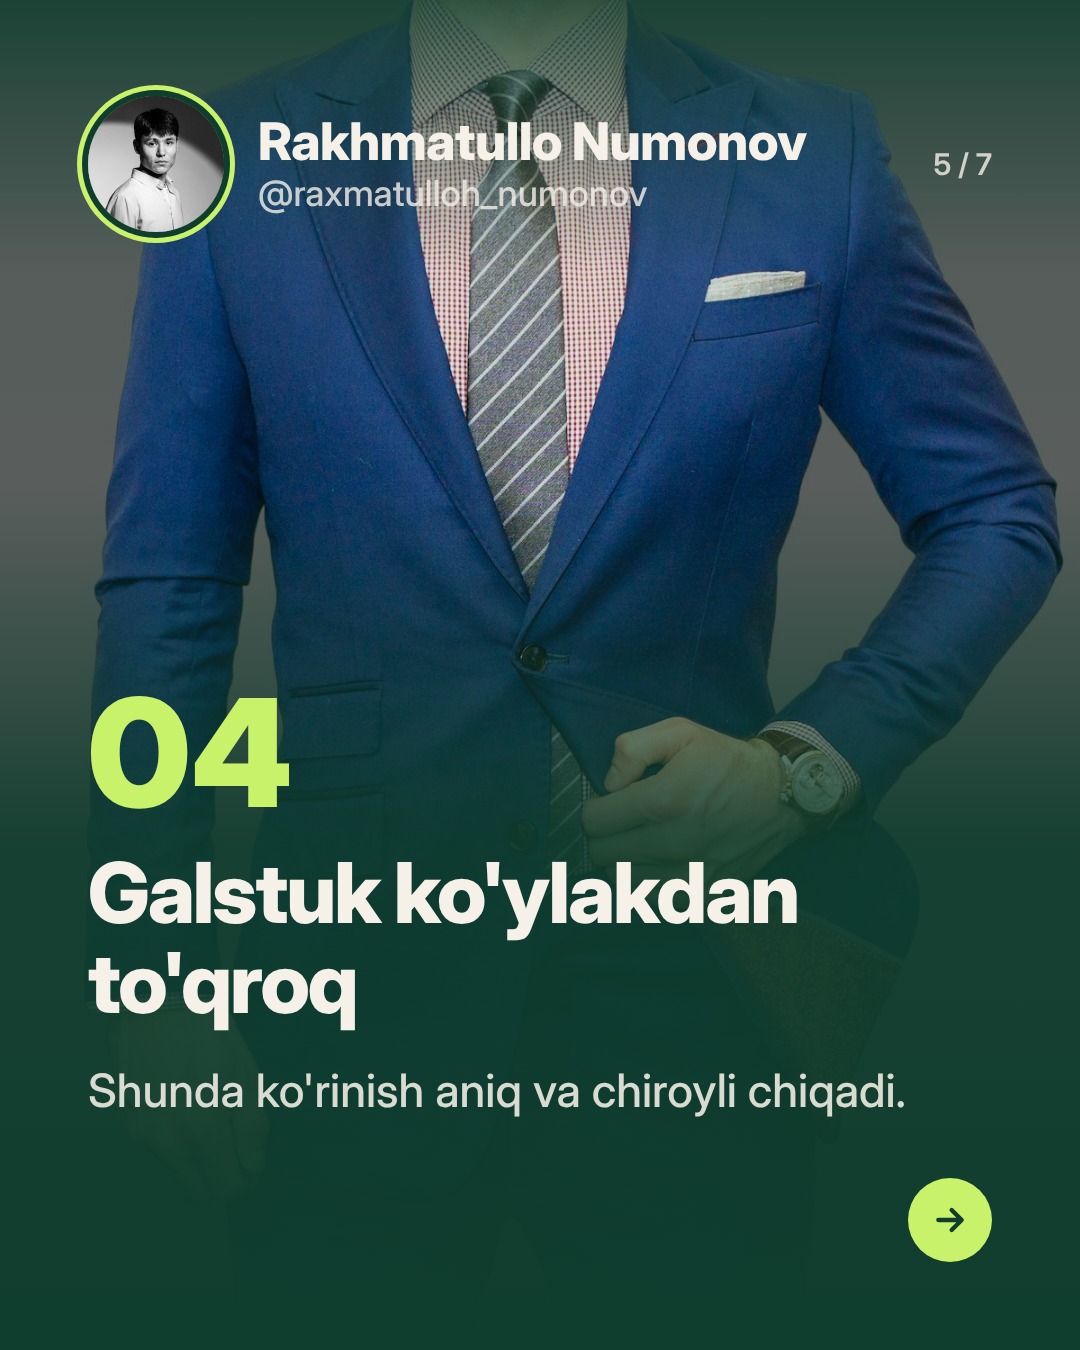 Rakhmatullo Numonov
@raxmatulloh_numonov
5 / 7
04
Galstuk ko'ylakdan
to'qroq
Shunda ko'rinish aniq va chiroyli chiqadi.